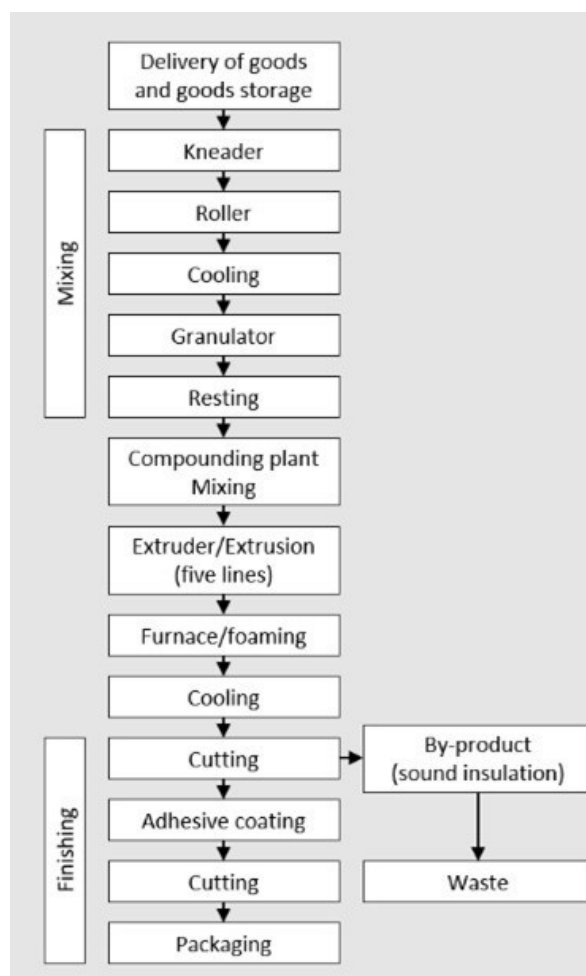 Delivery of goods
and goods storage
Mixing
Kneader
Roller
Cooling
Granulator
Resting
Compounding plant
Mixing
Extruder/Extrusion
(five lines)
Furnace/foaming
Cooling
Finishing
Cutting
By-product
(sound insulation)
Adhesive coating
Cutting
Waste
Packaging